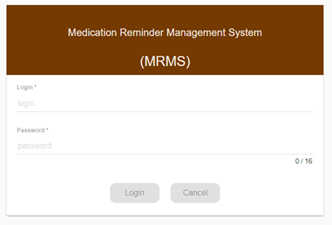 Medication Reminder Management System
(MRMS)
Login *
login
Password *
password
0 / 16
Login Cancel